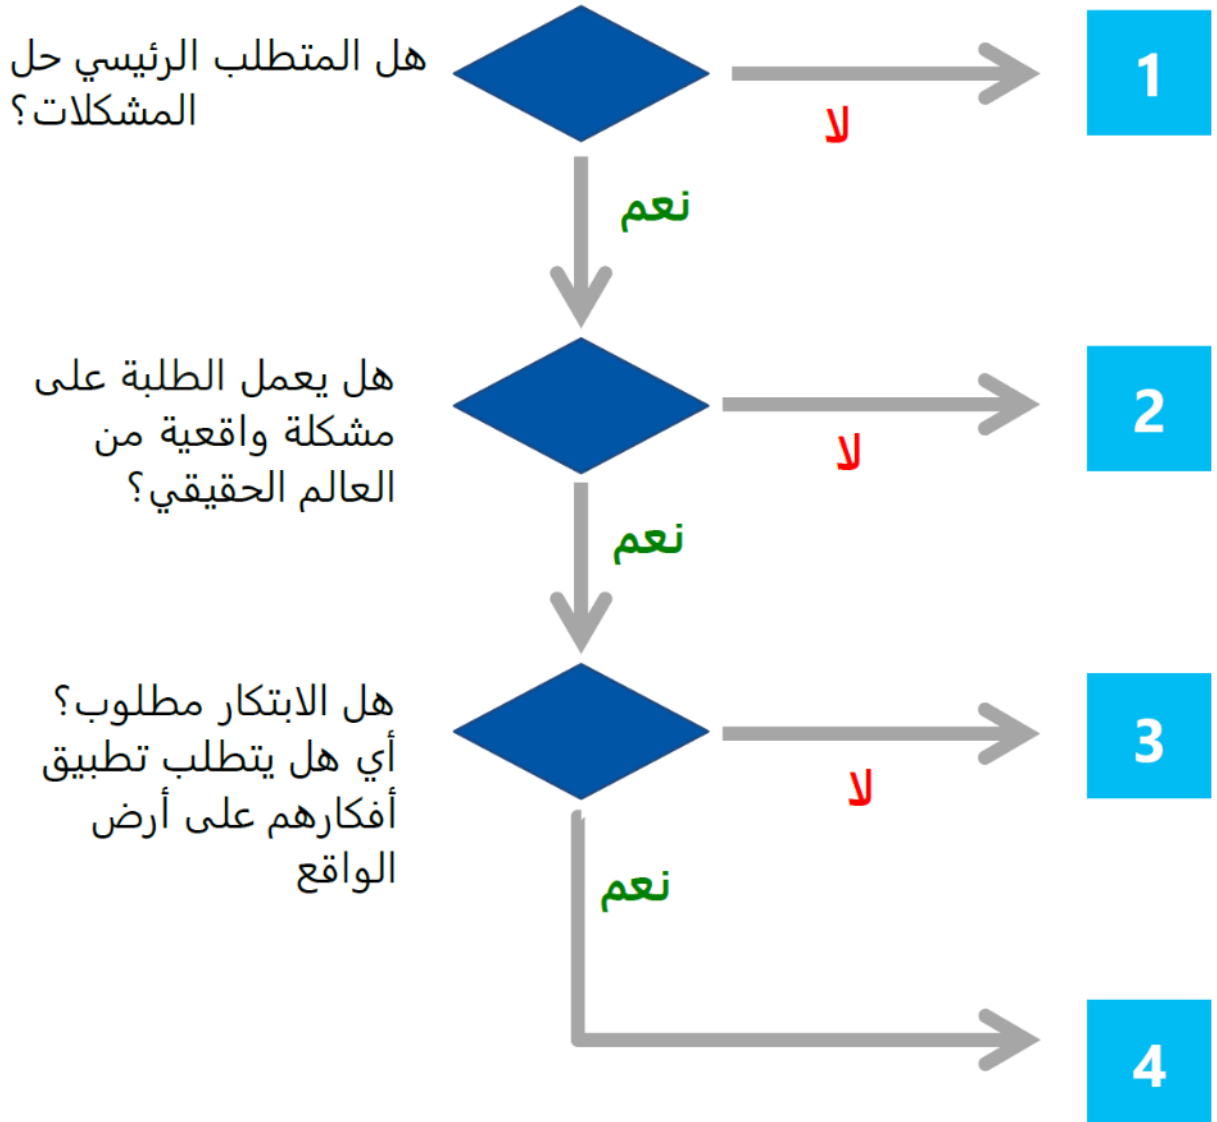 هل المتطلب الرئيسي حل
المشكلات؟
لا
1
نعم
هل يعمل الطلبة على
مشكلة واقعية من
العالم الحقيقي؟
لا
2
نعم
هل الابتكار مطلوب؟
أي هل يتطلب تطبيق
أفكارهم على أرض
الواقع
لا
3
نعم
4